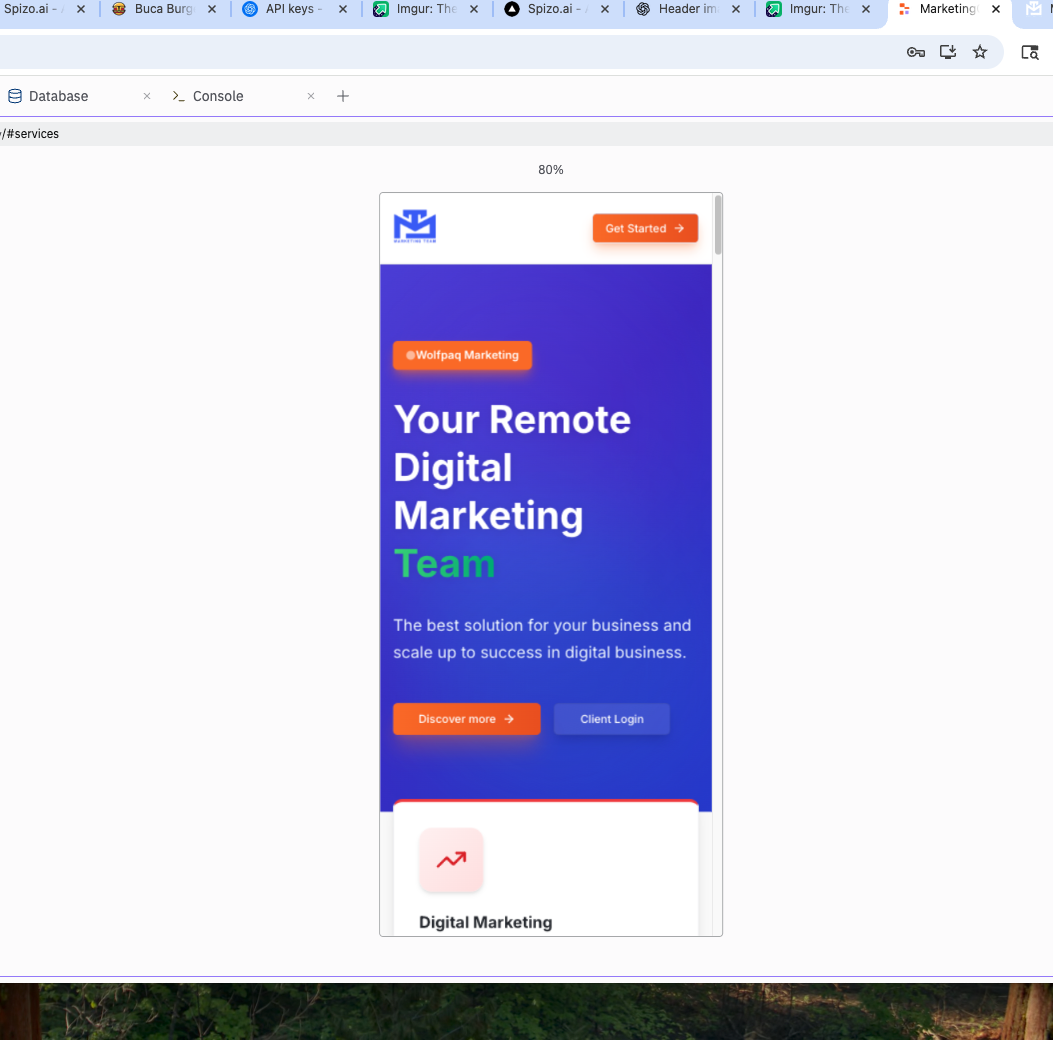 Spizo.ai -
Buca Burg
API keys -
Imgur: The
Spizo.ai -
Header im
Imgur: The
Marketing
Database
Console
/#services
80%
MARKETING TEAM
Get Started
Wolfpaq Marketing
Your Remote
Digital
Marketing
Team
The best solution for your business and
scale up to success in digital business.
Discover more
Client Login
Digital Marketing